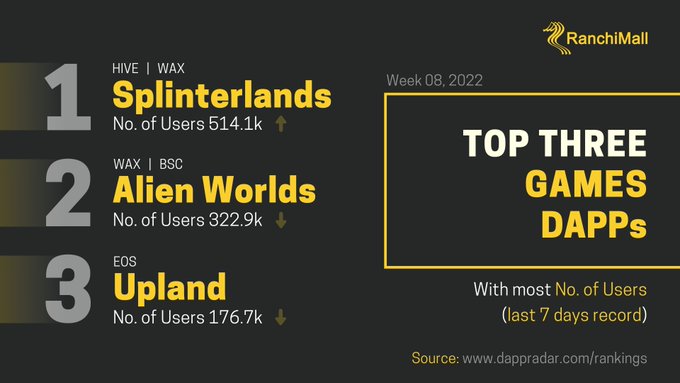 RanchiMall
Week 08, 2022
TOP THREE
GAMES
DAPPs
With most No. of Users
(last 7 days record)
1
HIVE | WAX
Splinterlands
No. of Users 514.1k
2
WAX | BSC
Alien Worlds
No. of Users 322.9k
3
EOS
Upland
No. of Users 176.7k
Source: www.dappradar.com/rankings